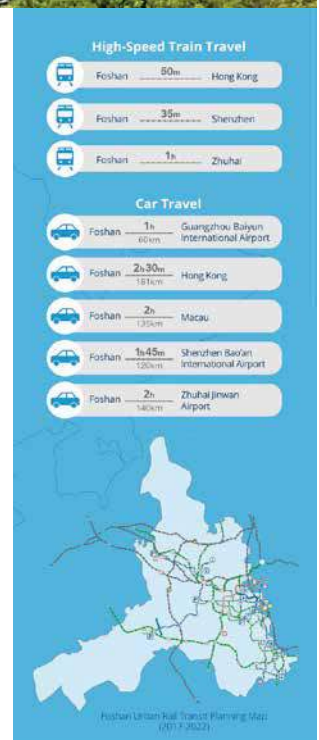 High-Speed Train Travel
Foshan 50m Hong Kong
Foshan 35m Shenzhen
Foshan 1h Zhuhai
Car Travel
Foshan 1h 60km Guangzhou Baiyun
International Airport
Foshan 2h30m 181km Hong Kong
Foshan 2h 135km Macau
Foshan 1h45m 120km Shenzhen Bao'an
International Airport
Foshan 2h 140km Zhuhai Jinwan
Airport
Foshan Urban Rail Transit Planning Map
(2017-2022)